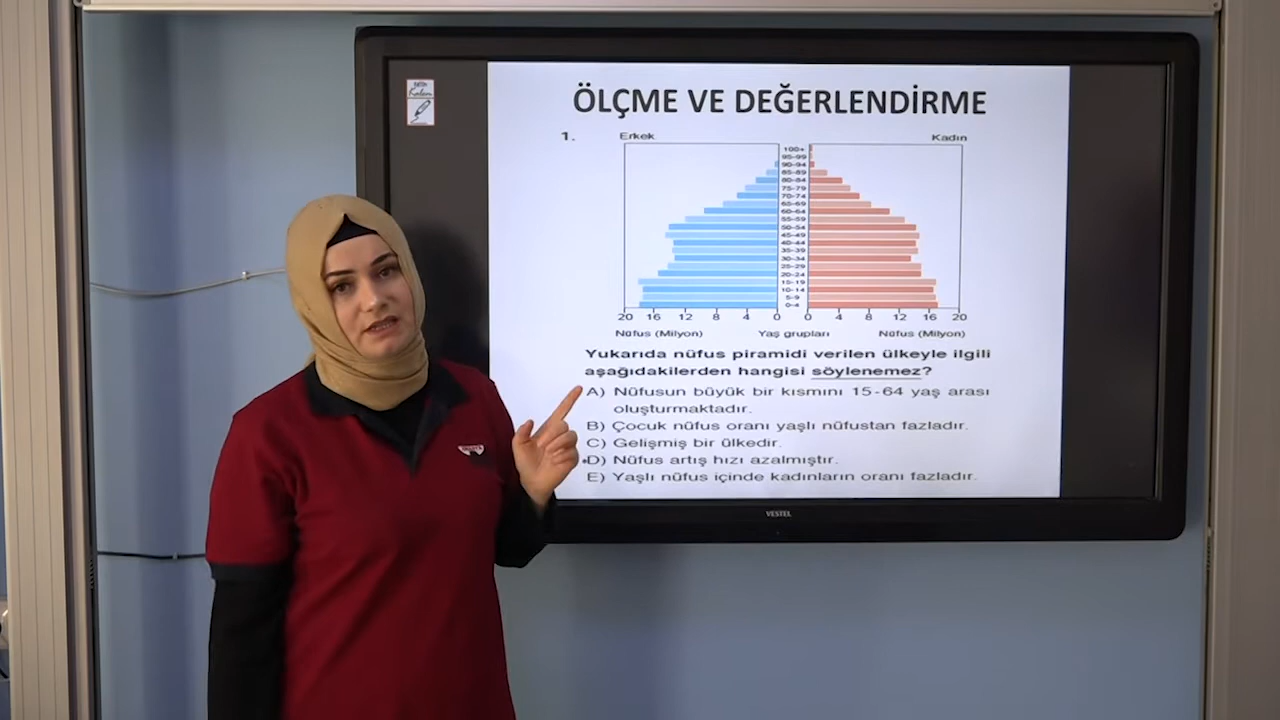 Kalem
ÖLÇME VE DEĞERLENDİRME
1.
Erkek
Kadın
100+
95-99
90-94
85-89
80-84
75-79
70-74
65-69
60-64
55-59
50-54
45-49
40-44
35-39
30-34
25-29
20-24
15-19
10-14
5-9
0-4
20 16 12 8 4 0 0 4 8 12 16 20
Nüfus (Milyon) Yaş grupları Nüfus (Milyon)
Yukarıda nüfus piramidi verilen ülkeyle ilgili
aşağıdakilerden hangisi söylenemez?
A) Nüfusun büyük bir kısmını 15-64 yaş arası
oluşturmaktadır.
B) Çocuk nüfus oranı yaşlı nüfustan fazladır.
C) Gelişmiş bir ülkedir.
D) Nüfus artış hızı azalmıştır.
E) Yaşlı nüfus içinde kadınların oranı fazladır.
VESTEL